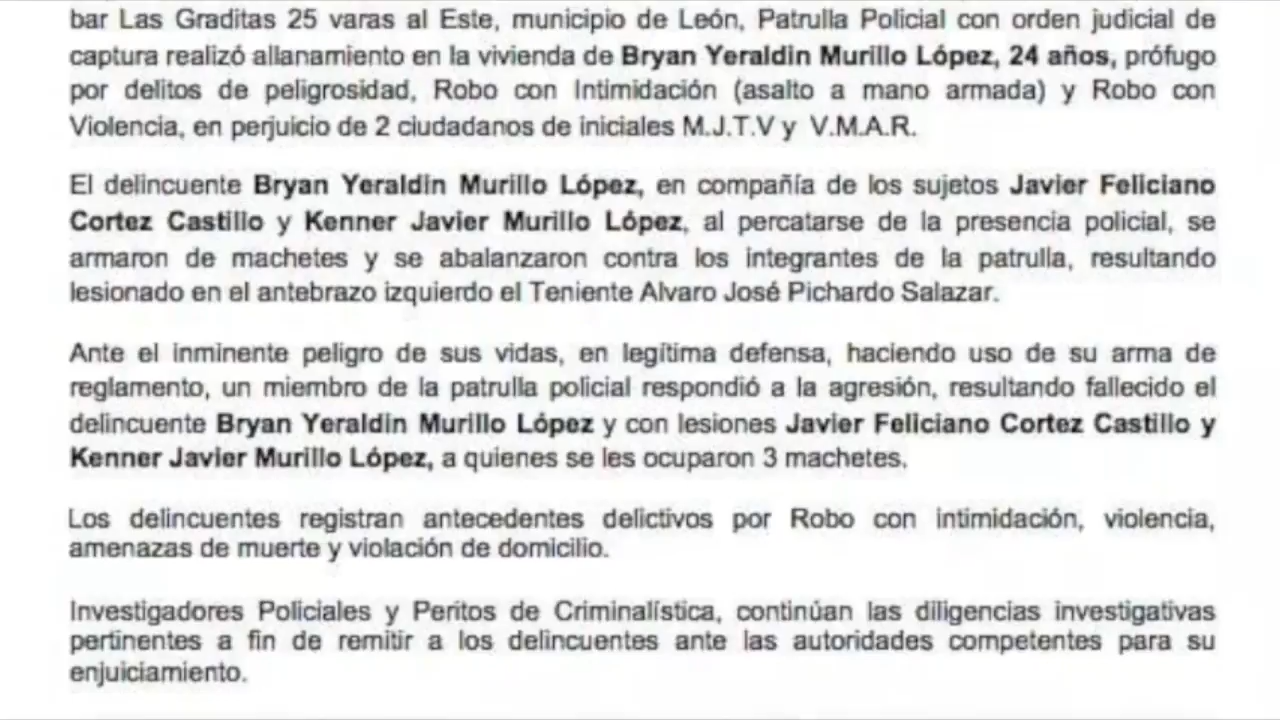 bar Las Graditas 25 varas al Este, municipio de León, Patrulla Policial con orden judicial de
captura realizó allanamiento en la vivienda de Bryan Yeraldin Murillo López, 24 años, prófugo
por delitos de peligrosidad, Robo con Intimidación (asalto a mano armada) y Robo con
Violencia, en perjuicio de 2 ciudadanos de iniciales M.J.T.V y V.M.A.R.
El delincuente Bryan Yeraldin Murillo López, en compañía de los sujetos Javier Feliciano
Cortez Castillo y Kenner Javier Murillo López, al percatarse de la presencia policial, se
armaron de machetes y se abalanzaron contra los integrantes de la patrulla, resultando
lesionado en el antebrazo izquierdo el Teniente Alvaro José Pichardo Salazar.
Ante el inminente peligro de sus vidas, en legítima defensa, haciendo uso de su arma de
reglamento, un miembro de la patrulla policial respondió a la agresión, resultando fallecido el
delincuente Bryan Yeraldin Murillo López y con lesiones Javier Feliciano Cortez Castillo y
Kenner Javier Murillo López, a quienes se les ocuparon 3 machetes.
Los delincuentes registran antecedentes delictivos por Robo con intimidación, violencia,
amenazas de muerte y violación de domicilio.
Investigadores Policiales y Peritos de Criminalística, continúan las diligencias investigativas
pertinentes a fin de remitir a los delincuentes ante las autoridades competentes para su
enjuiciamiento.